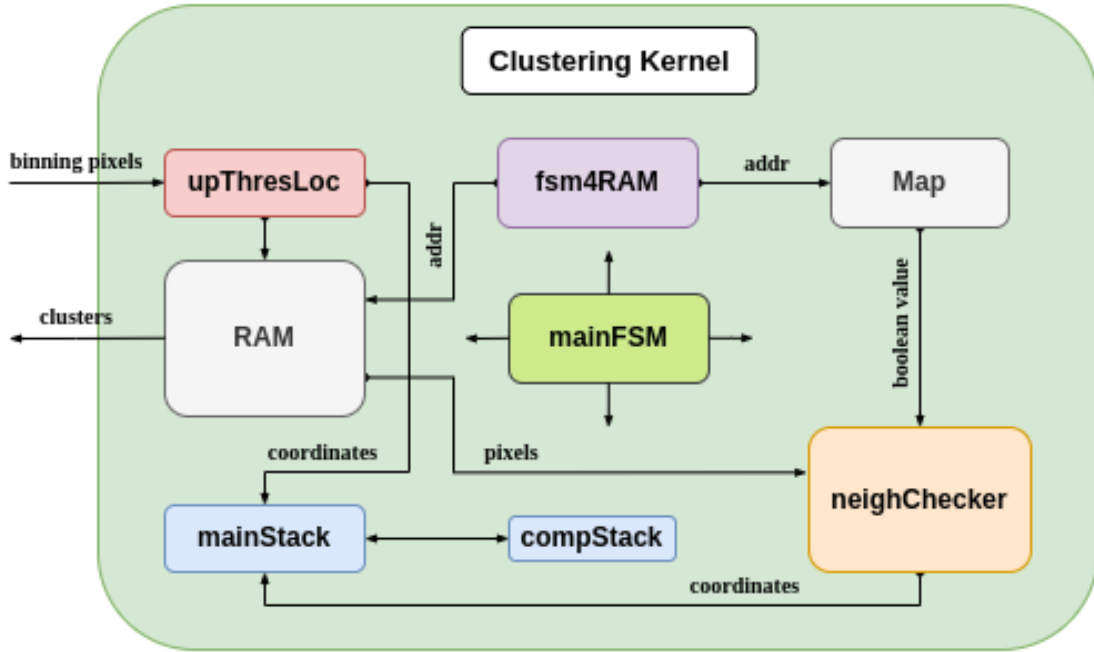 Clustering Kernel
binning pixels
upThresLoc
fsm4RAM
addr
Map
addr
clusters
RAM
mainFSM
boolean value
coordinates
pixels
neighChecker
mainStack
compStack
coordinates